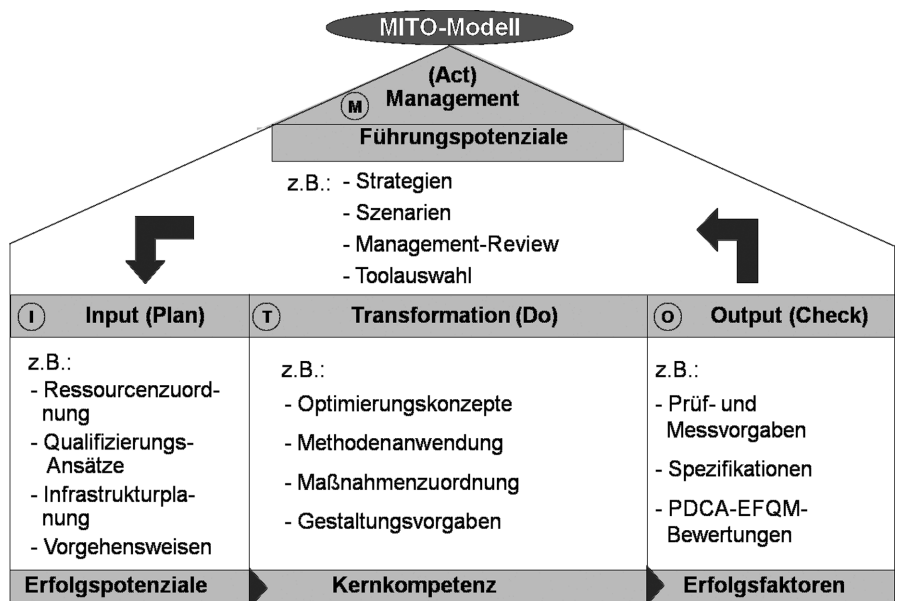 MITO-Modell
(Act)
M Management
Führungspotenziale
z.B.: - Strategien
- Szenarien
- Management-Review
- Toolauswahl
I Input (Plan)
z.B.:
- Ressourcenzuord-
nung
- Qualifizierungs-
Ansätze
- Infrastrukturpla-
nung
- Vorgehensweisen
Erfolgspotenziale
T Transformation (Do)
z.B.:
- Optimierungskonzepte
- Methodenanwendung
- Maßnahmenzuordnung
- Gestaltungsvorgaben
Kernkompetenz
O Output (Check)
z.B.:
- Prüf- und
Messvorgaben
- Spezifikationen
- PDCA-EFQM-
Bewertungen
Erfolgsfaktoren